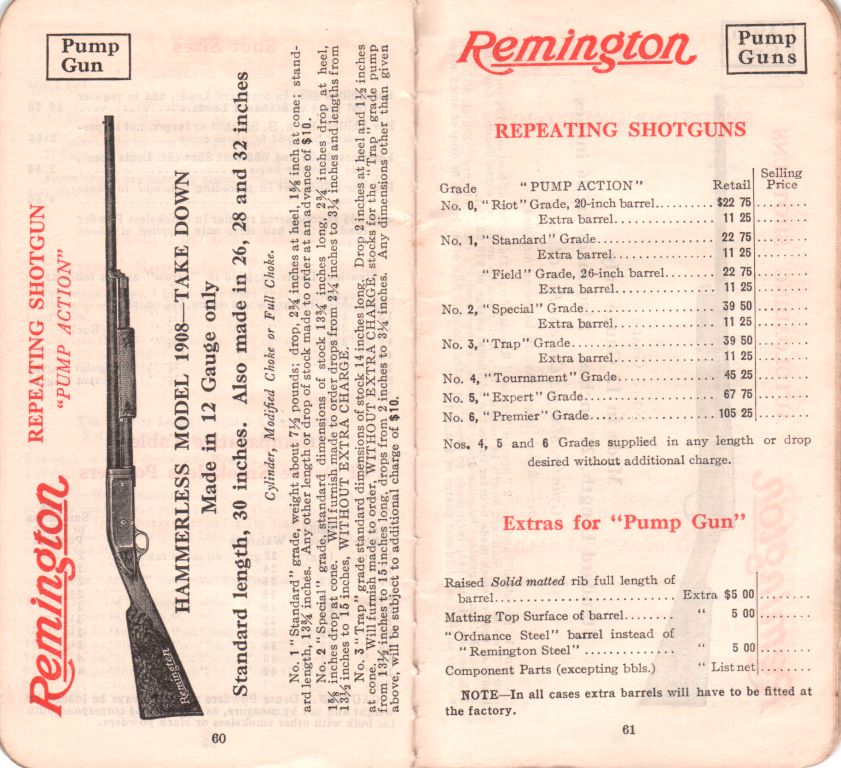 Pump
Gun
Remington
REPEATING SHOTGUN
"PUMP ACTION"
Remington
HAMMERLESS MODEL 1908—TAKE DOWN
Made in 12 Gauge only
Standard length, 30 inches. Also made in 26, 28 and 32 inches
Cylinder, Modified Choke or Full Choke.
No. 1 "Standard" grade, weight about 7½ pounds; drop, 2¾ inches at heel 1⅝ inch at cone; stand-
ard length, 13¾ inches. Any other length or drop of stock made to order at an advance of $10.
No. 2 "Special" grade, standard dimensions of stock 13¾ inches long, 2¾ inches drop at heel,
1⅝ inches drop at cone. Will furnish made to order drops from 2¼ inches to 3¼ inches and lengths from
13½ inches to 15 inches, WITHOUT EXTRA CHARGE.
No. 3 "Trap" grade standard dimensions of stock 14 inches long. Drop 2 inches at heel and 1½ inches
at cone. Will furnish made to order, WITHOUT EXTRA CHARGE, stocks for the "Trap" grade pump
from 13½ inches to 15 inches long, drops from 2 inches to 3¼ inches. Any dimensions other than given
above, will be subject to additional charge of $10.
60
Remington
Pump
Guns
REPEATING SHOTGUNS
Grade "PUMP ACTION" Retail Selling Price
No. 0, "Riot" Grade, 20-inch barrel......... $22 75 ........
Extra barrel.............. 11 25 ........
No. 1, "Standard" Grade.................... 22 75 ........
Extra barrel.............. 11 25 ........
"Field" Grade, 26-inch barrel........ 22 75 ........
Extra barrel.............. 11 25 ........
No. 2, "Special" Grade...................... 39 50 ........
Extra barrel.............. 11 25 ........
No. 3, "Trap" Grade........................ 39 50 ........
Extra barrel.............. 11 25 ........
No. 4, "Tournament" Grade................ 45 25 ........
No. 5, "Expert" Grade...................... 67 75 ........
No. 6, "Premier" Grade.................... 105 25 ........
Nos. 4, 5 and 6 Grades supplied in any length or drop
desired without additional charge.
Extras for "Pump Gun"
Raised Solid matted rib full length of
barrel........................... Extra $5 00 ........
Matting Top Surface of barrel....... " 5 00 ........
"Ordnance Steel" barrel instead of
"Remington Steel" .............. " 5 00 ........
Component Parts (excepting bbls.) " List net ........
NOTE—In all cases extra barrels will have to be fitted at
the factory.
61